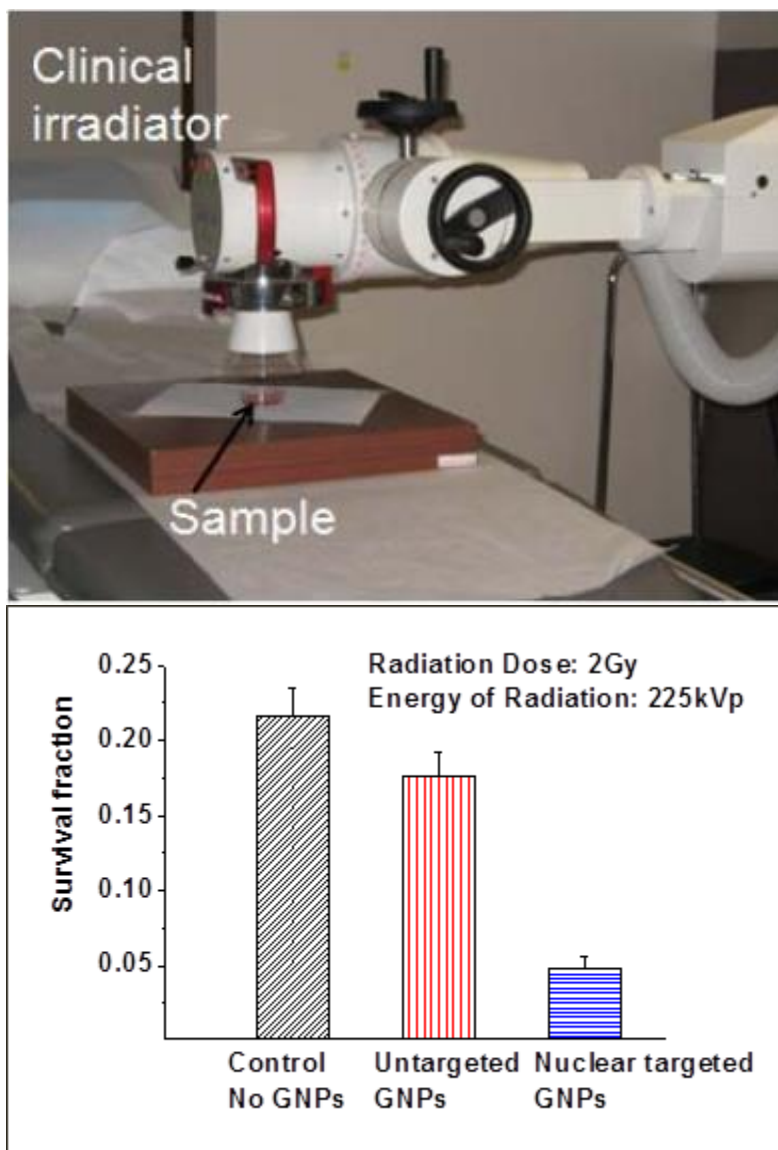 Clinical
irradiator
Sample
Radiation Dose: 2Gy
Energy of Radiation: 225kVp
Survival fraction
0.25
0.20
0.15
0.10
0.05
Control
No GNPs
Untargeted
GNPs
Nuclear targeted
GNPs